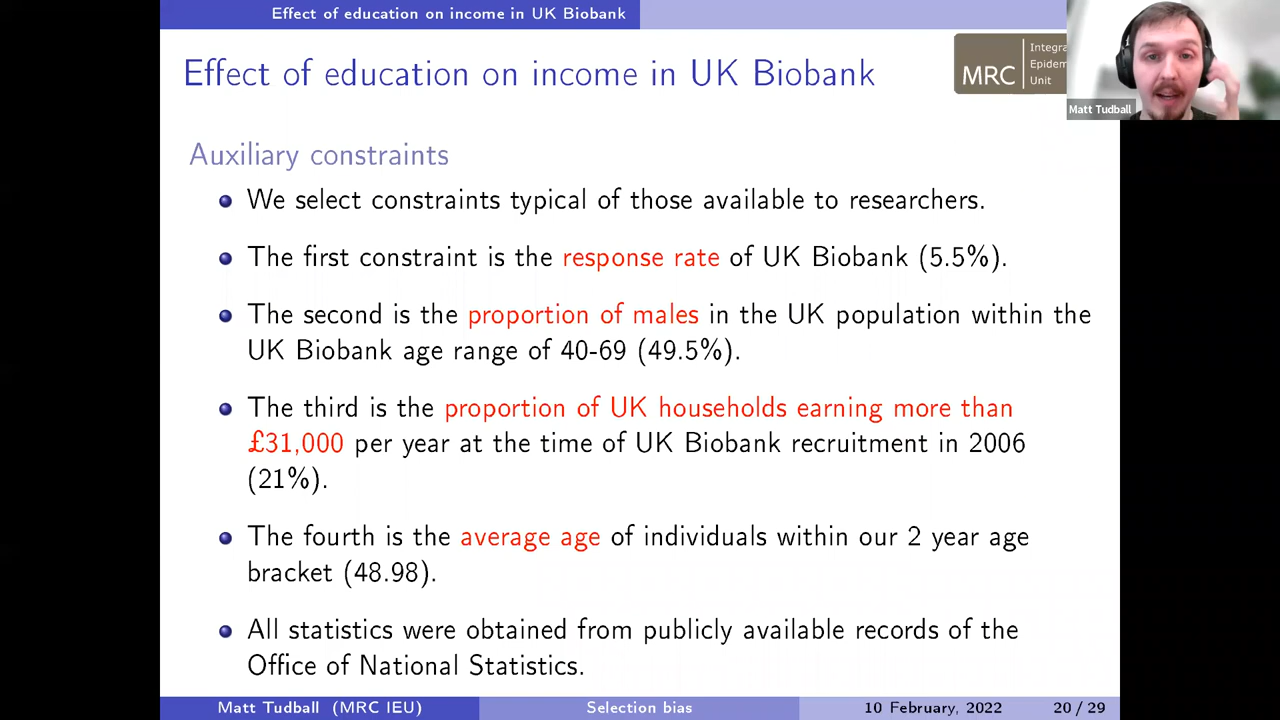 Effect of education on income in UK Biobank
Effect of education on income in UK Biobank
MRC
Integra
Epidem
Unit
Matt Tudball
Auxiliary constraints
We select constraints typical of those available to researchers.
The first constraint is the response rate of UK Biobank (5.5%).
The second is the proportion of males in the UK population within the
UK Biobank age range of 40-69 (49.5%).
The third is the proportion of UK households earning more than
£31,000 per year at the time of UK Biobank recruitment in 2006
(21%).
The fourth is the average age of individuals within our 2 year age
bracket (48.98).
All statistics were obtained from publicly available records of the
Office of National Statistics.
Matt Tudball (MRC IEU)
Selection bias
10 February, 2022
20 / 29